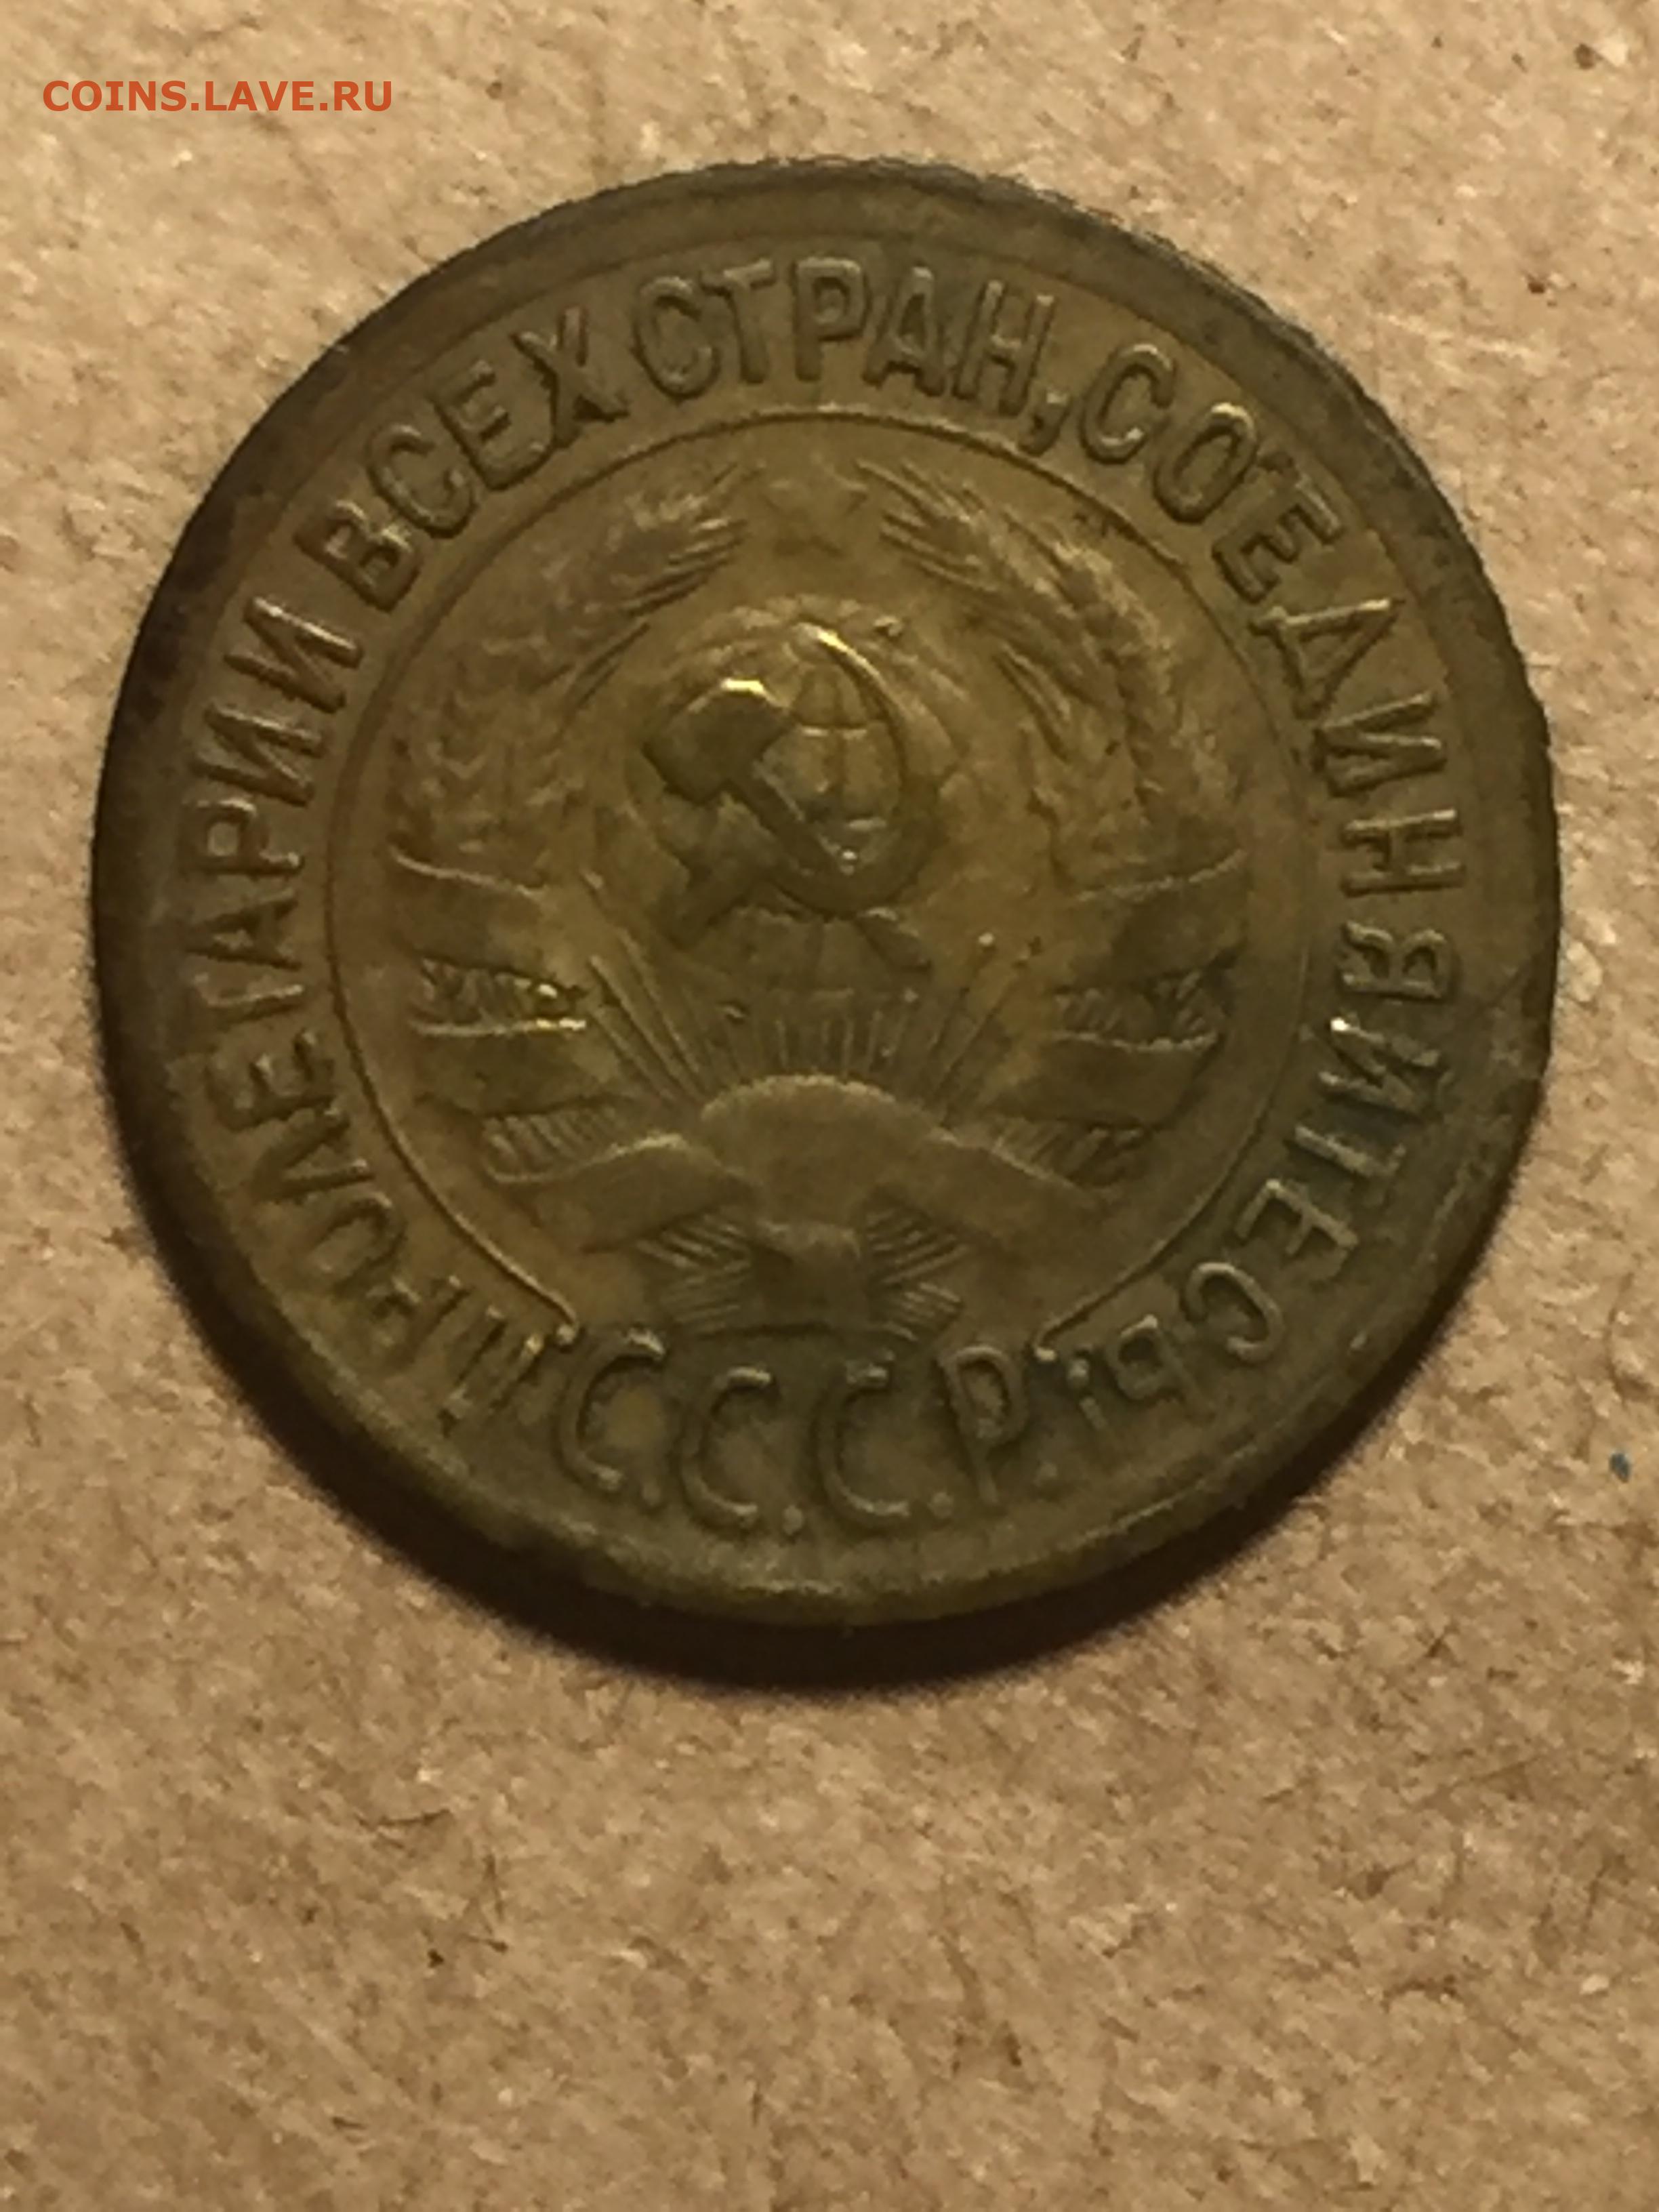 COINS.LAVE.RU
ПРОЛЕТАРИИ ВСЕХ СТРАН, СОЕДИНЯЙТЕСЬ!
С.С.С.Р.